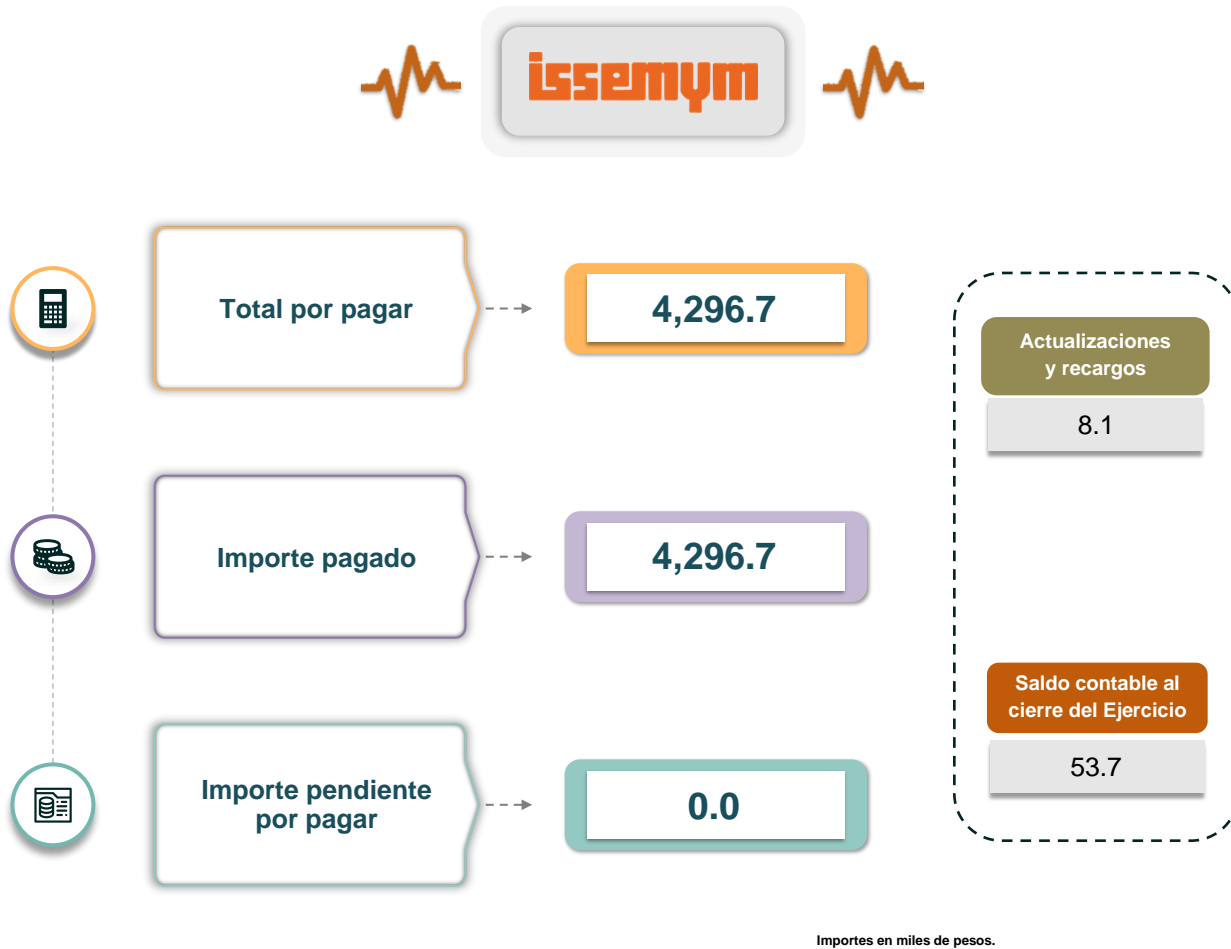 issemym
Total por pagar
4,296.7
Importe pagado
4,296.7
Importe pendiente
por pagar
0.0
Actualizaciones
y recargos
8.1
Saldo contable al
cierre del Ejercicio
53.7
Importes en miles de pesos.